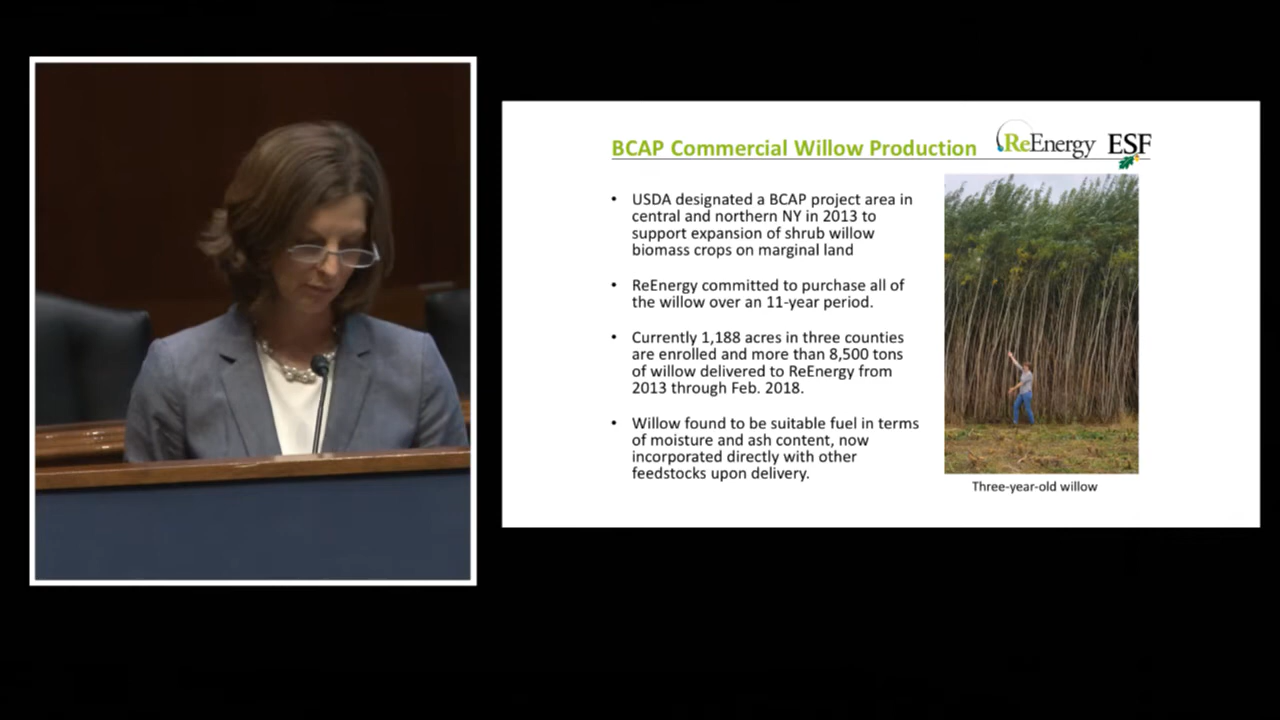 BCAP Commercial Willow Production
ReEnergy
ESF
• USDA designated a BCAP project area in
central and northern NY in 2013 to
support expansion of shrub willow
biomass crops on marginal land
• ReEnergy committed to purchase all of
the willow over an 11-year period.
• Currently 1,188 acres in three counties
are enrolled and more than 8,500 tons
of willow delivered to ReEnergy from
2013 through Feb. 2018.
• Willow found to be suitable fuel in terms
of moisture and ash content, now
incorporated directly with other
feedstocks upon delivery.
Three-year-old willow